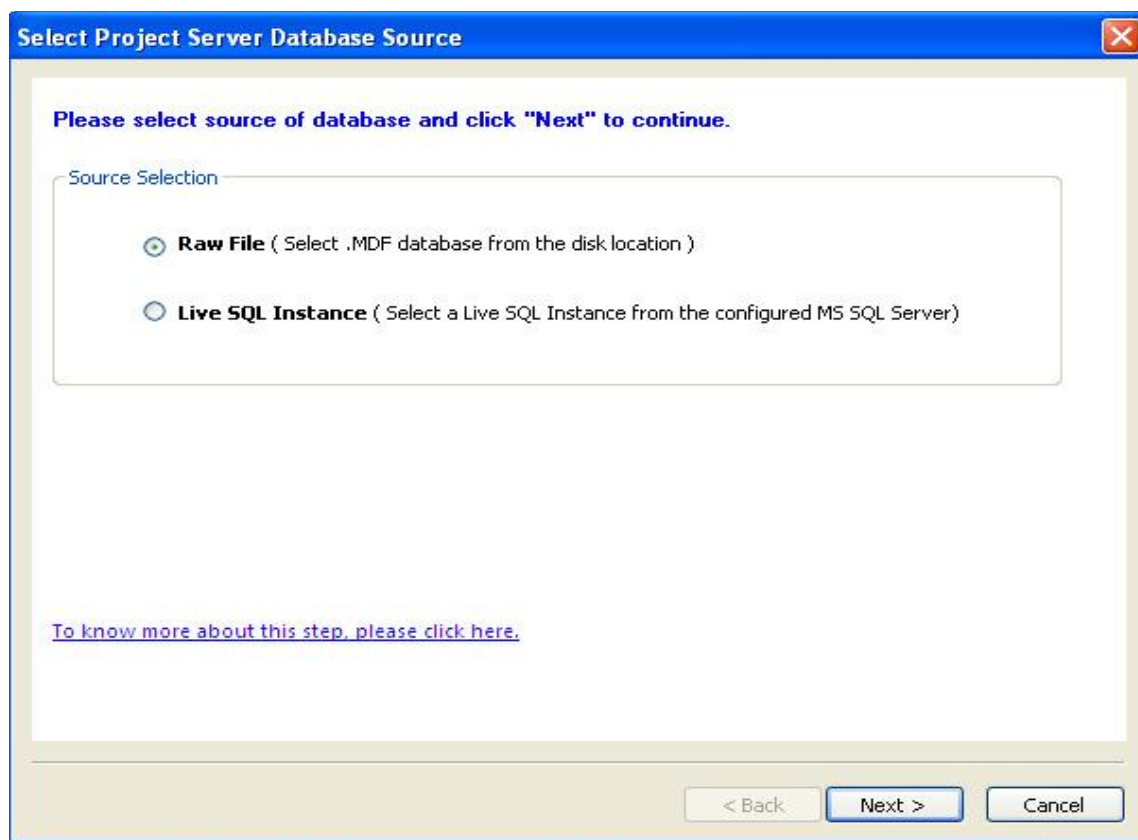 Select Project Server Database Source
Please select source of database and click "Next" to continue.
Source Selection
Raw File ( Select .MDF database from the disk location )
Live SQL Instance ( Select a Live SQL Instance from the configured MS SQL Server)
To know more about this step, please click here.
< Back Next > Cancel